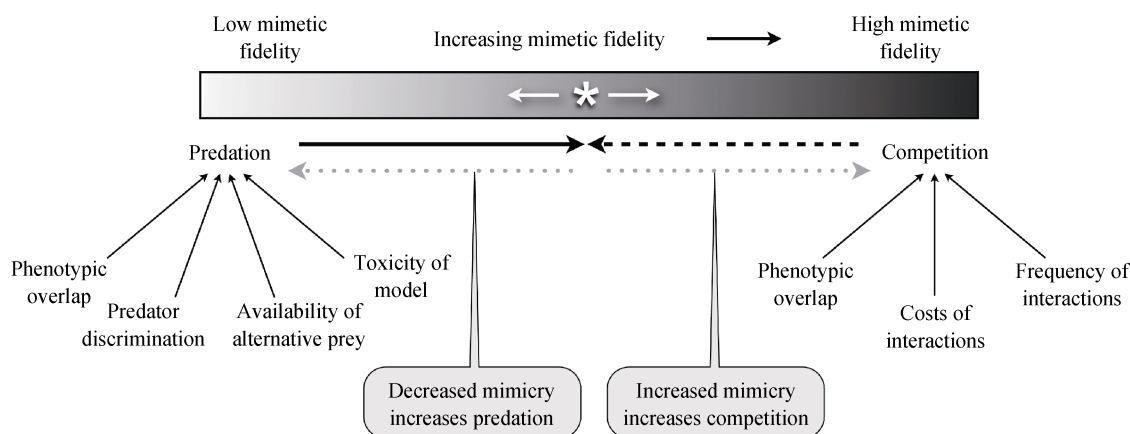 Low mimetic
fidelity
Increasing mimetic fidelity
High mimetic
fidelity
*
Predation
Competition
Phenotypic
overlap
Predator
discrimination
Availability of
alternative prey
Toxicity of
model
Phenotypic
overlap
Costs of
interactions
Frequency of
interactions
Decreased mimicry
increases predation
Increased mimicry
increases competition